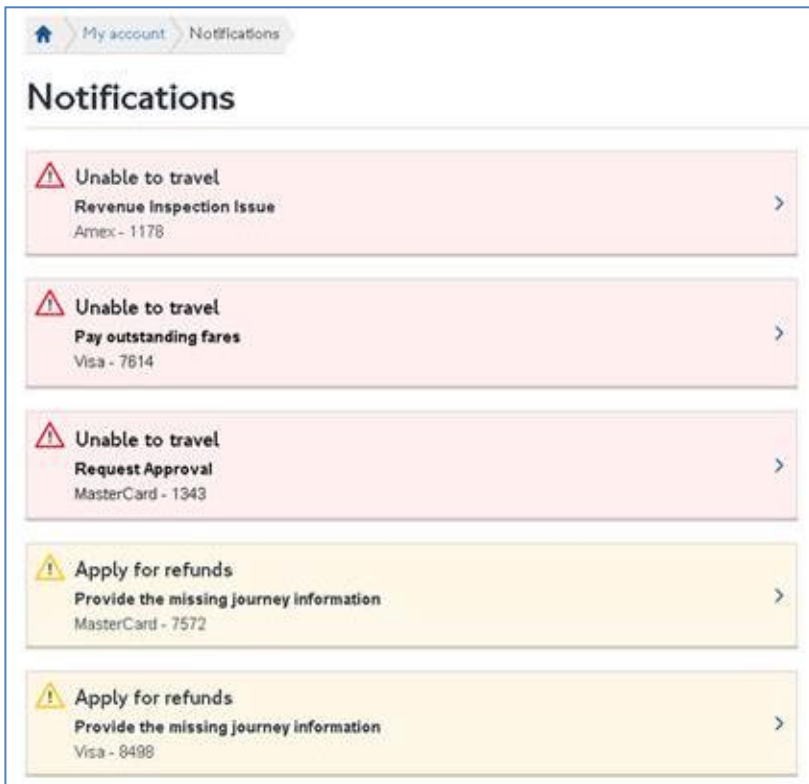 My account Notifications
Notifications
Unable to travel
Revenue Inspection Issue
Amex - 1178
Unable to travel
Pay outstanding fares
Visa - 7614
Unable to travel
Request Approval
MasterCard - 1343
Apply for refunds
Provide the missing journey information
MasterCard - 7572
Apply for refunds
Provide the missing journey information
Visa - 8498